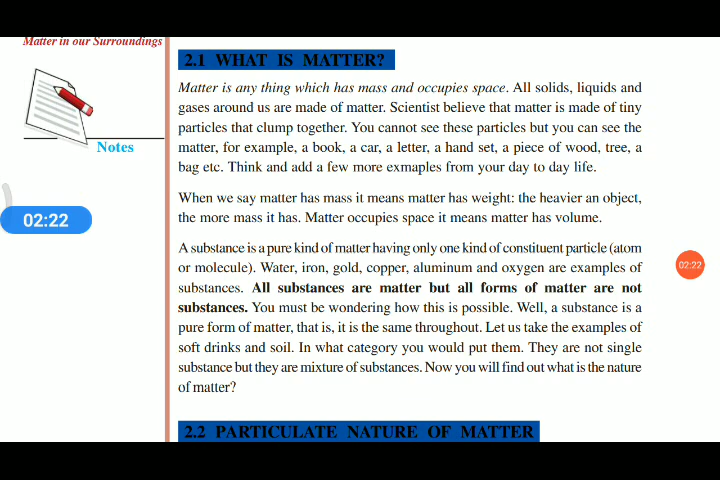 Matter in our Surroundings
2.1 WHAT IS MATTER?
Matter is any thing which has mass and occupies space. All solids, liquids and
gases around us are made of matter. Scientist believe that matter is made of tiny
particles that clump together. You cannot see these particles but you can see the
matter, for example, a book, a car, a letter, a hand set, a piece of wood, tree, a
bag etc. Think and add a few more exmaples from your day to day life.
Notes
When we say matter has mass it means matter has weight: the heavier an object,
the more mass it has. Matter occupies space it means matter has volume.
02:22
A substance is a pure kind of matter having only one kind of constituent particle (atom
or molecule). Water, iron, gold, copper, aluminum and oxygen are examples of
substances. All substances are matter but all forms of matter are not
substances. You must be wondering how this is possible. Well, a substance is a
pure form of matter, that is, it is the same throughout. Let us take the examples of
soft drinks and soil. In what category you would put them. They are not single
substance but they are mixture of substances. Now you will find out what is the nature
of matter?
02:22
2.2 PARTICULATE NATURE OF MATTER